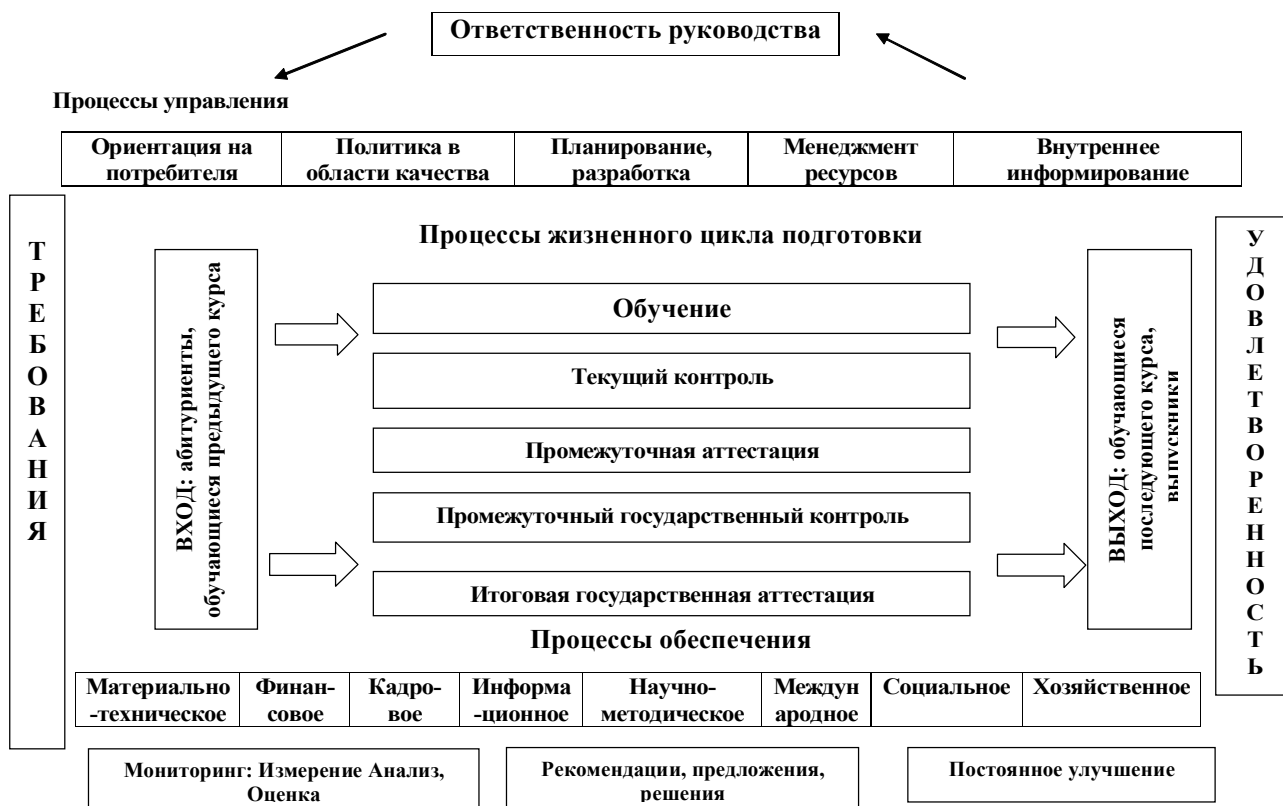 Ответственность руководства
Процессы управления
Ориентация на
потребителя
Политика в
области качества
Планирование,
разработка
Менеджмент
ресурсов
Внутреннее
информирование
ТРЕБОВАНИЯ
Процессы жизненного цикла подготовки
ВХОД: абитуриенты,
обучающиеся предыдущего курса
Обучение
Текущий контроль
Промежуточная аттестация
Промежуточный государственный контроль
Итоговая государственная аттестация
ВЫХОД: обучающиеся
последующего курса,
выпускники
УДОВЛЕТВОРЕННОСТЬ
Процессы обеспечения
Материально
-техническое
Финан-
совое
Кадро-
вое
Информа
-ционное
Научно-
методическое
Междун
ародное
Социальное
Хозяйственное
Мониторинг: Измерение Анализ,
Оценка
Рекомендации, предложения,
решения
Постоянное улучшение